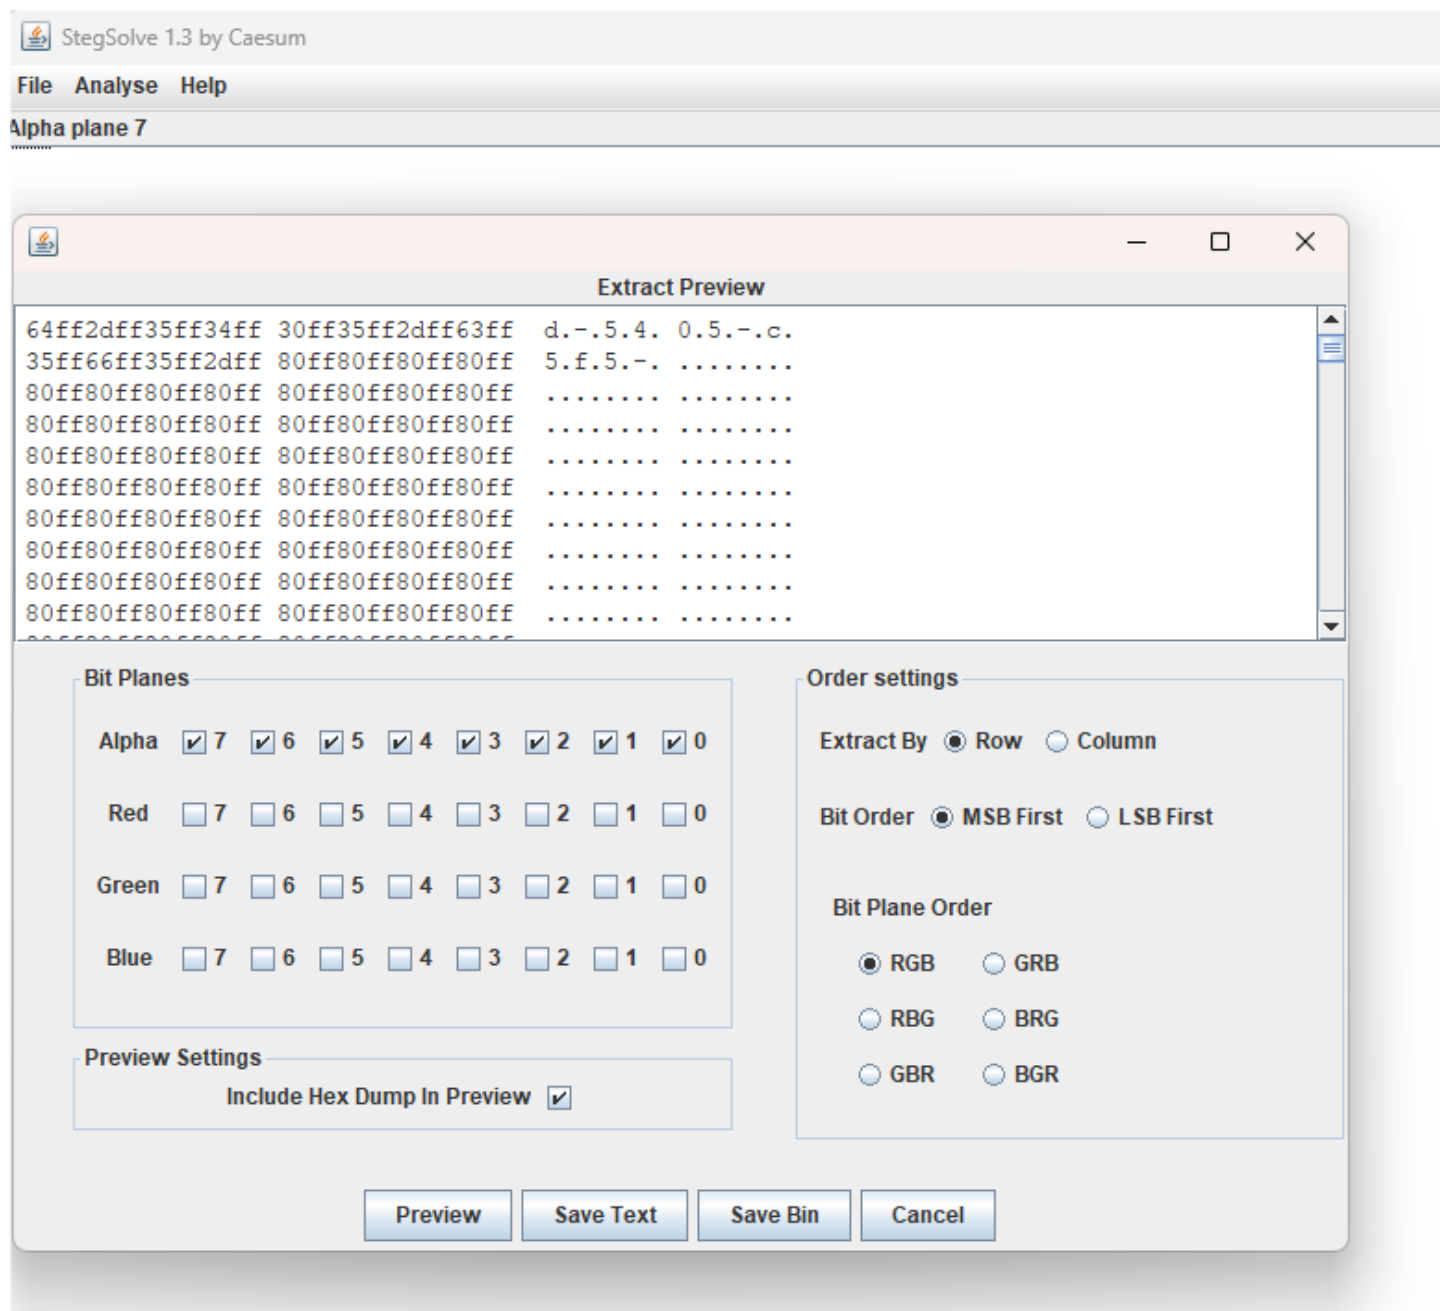 StegSolve 1.3 by Caesum
File Analyse Help
Alpha plane 7
Extract Preview
64ff2dff35ff34ff 30ff35ff2dff63ff d.-.5.4. 0.5.-.c.
35ff66ff35ff2dff 80ff80ff80ff80ff 5.f.5.-. ........
80ff80ff80ff80ff 80ff80ff80ff80ff ........ ........
80ff80ff80ff80ff 80ff80ff80ff80ff ........ ........
80ff80ff80ff80ff 80ff80ff80ff80ff ........ ........
80ff80ff80ff80ff 80ff80ff80ff80ff ........ ........
80ff80ff80ff80ff 80ff80ff80ff80ff ........ ........
80ff80ff80ff80ff 80ff80ff80ff80ff ........ ........
80ff80ff80ff80ff 80ff80ff80ff80ff ........ ........
80ff80ff80ff80ff 80ff80ff80ff80ff ........ ........
Bit Planes
Alpha 7 6 5 4 3 2 1 0
Red 7 6 5 4 3 2 1 0
Green 7 6 5 4 3 2 1 0
Blue 7 6 5 4 3 2 1 0
Preview Settings
Include Hex Dump In Preview
Order settings
Extract By Row Column
Bit Order MSB First LSB First
Bit Plane Order
RGB GRB
RBG BRG
GBR BGR
Preview Save Text Save Bin Cancel